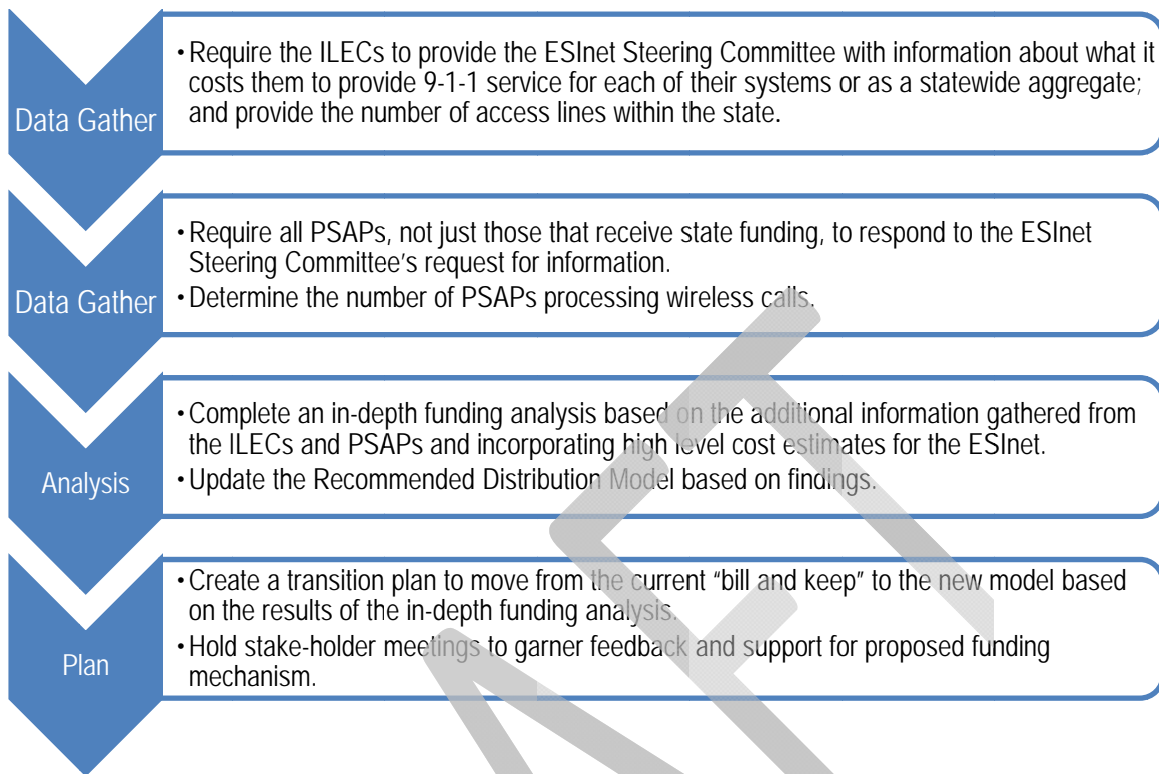 Data Gather
• Require the ILECs to provide the ESInet Steering Committee with information about what it
costs them to provide 9-1-1 service for each of their systems or as a statewide aggregate;
and provide the number of access lines within the state.
Data Gather
• Require all PSAPs, not just those that receive state funding, to respond to the ESInet
Steering Committee's request for information.
• Determine the number of PSAPs processing wireless calls.
Analysis
• Complete an in-depth funding analysis based on the additional information gathered from
the ILECs and PSAPs and incorporating high level cost estimates for the ESInet.
• Update the Recommended Distribution Model based on findings.
Plan
• Create a transition plan to move from the current “bill and keep” to the new model based
on the results of the in-depth funding analysis.
• Hold stake-holder meetings to garner feedback and support for proposed funding
mechanism.